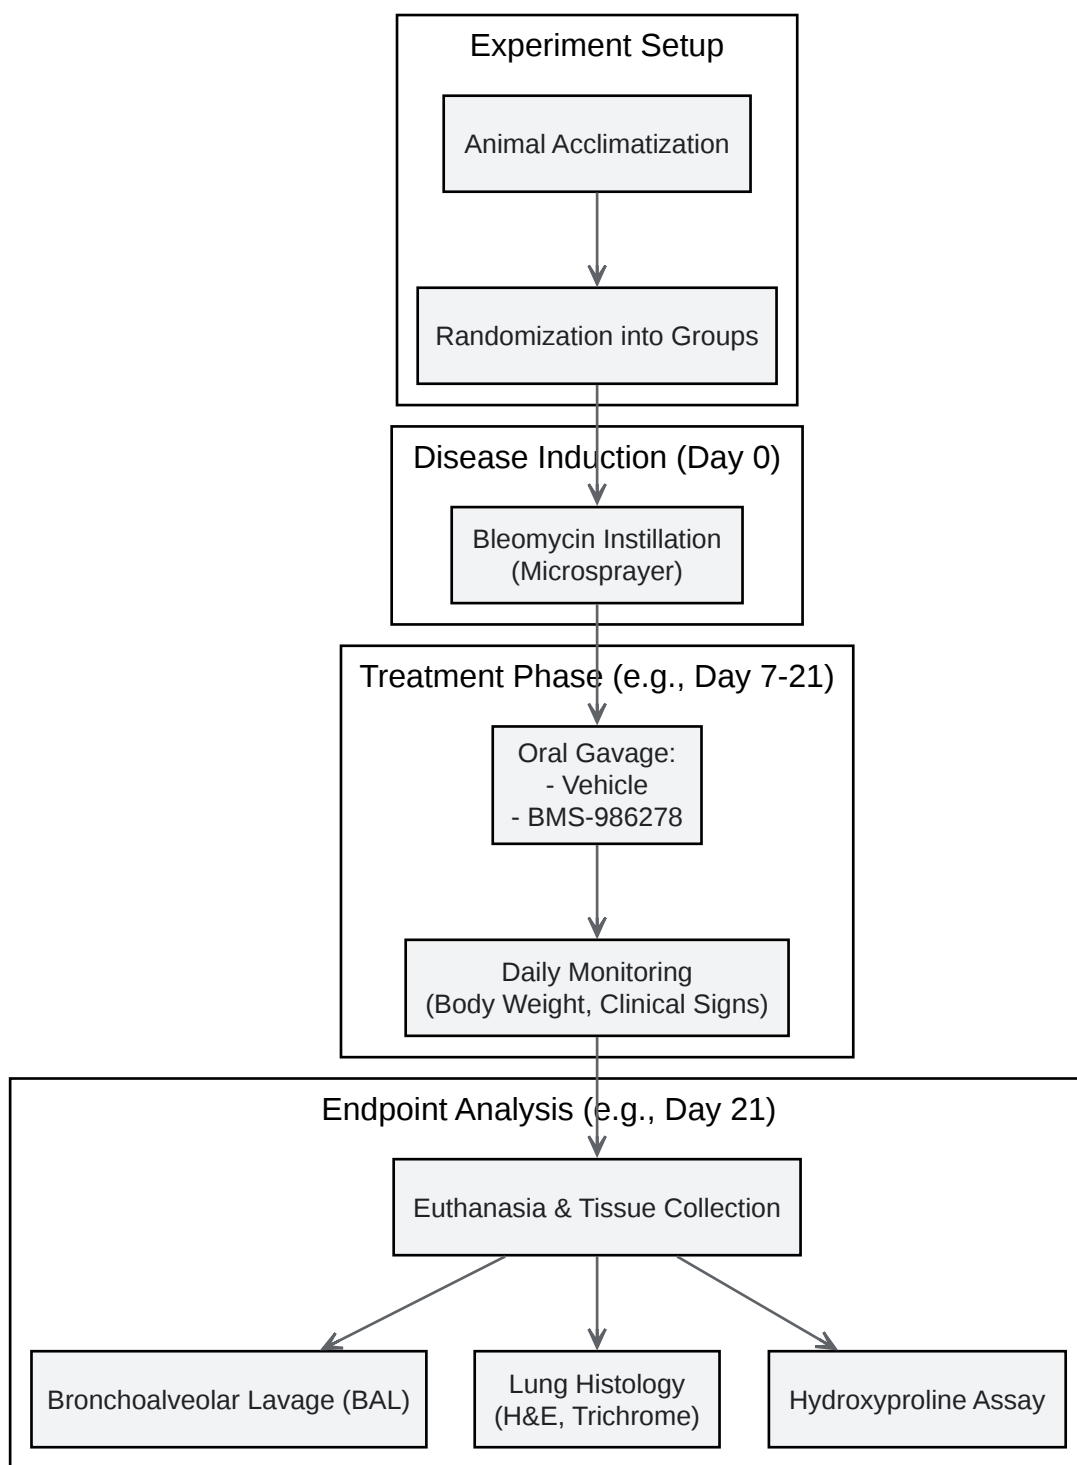 Experiment Setup
Animal Acclimatization
Randomization into Groups
Disease Induction (Day 0)
Bleomycin Instillation
(Microsprayer)
Treatment Phase (e.g., Day 7-21)
Oral Gavage:
- Vehicle
- BMS-986278
Daily Monitoring
(Body Weight, Clinical Signs)
Endpoint Analysis (e.g., Day 21)
Euthanasia & Tissue Collection
Bronchoalveolar Lavage (BAL)
Lung Histology
(H&E, Trichrome)
Hydroxyproline Assay